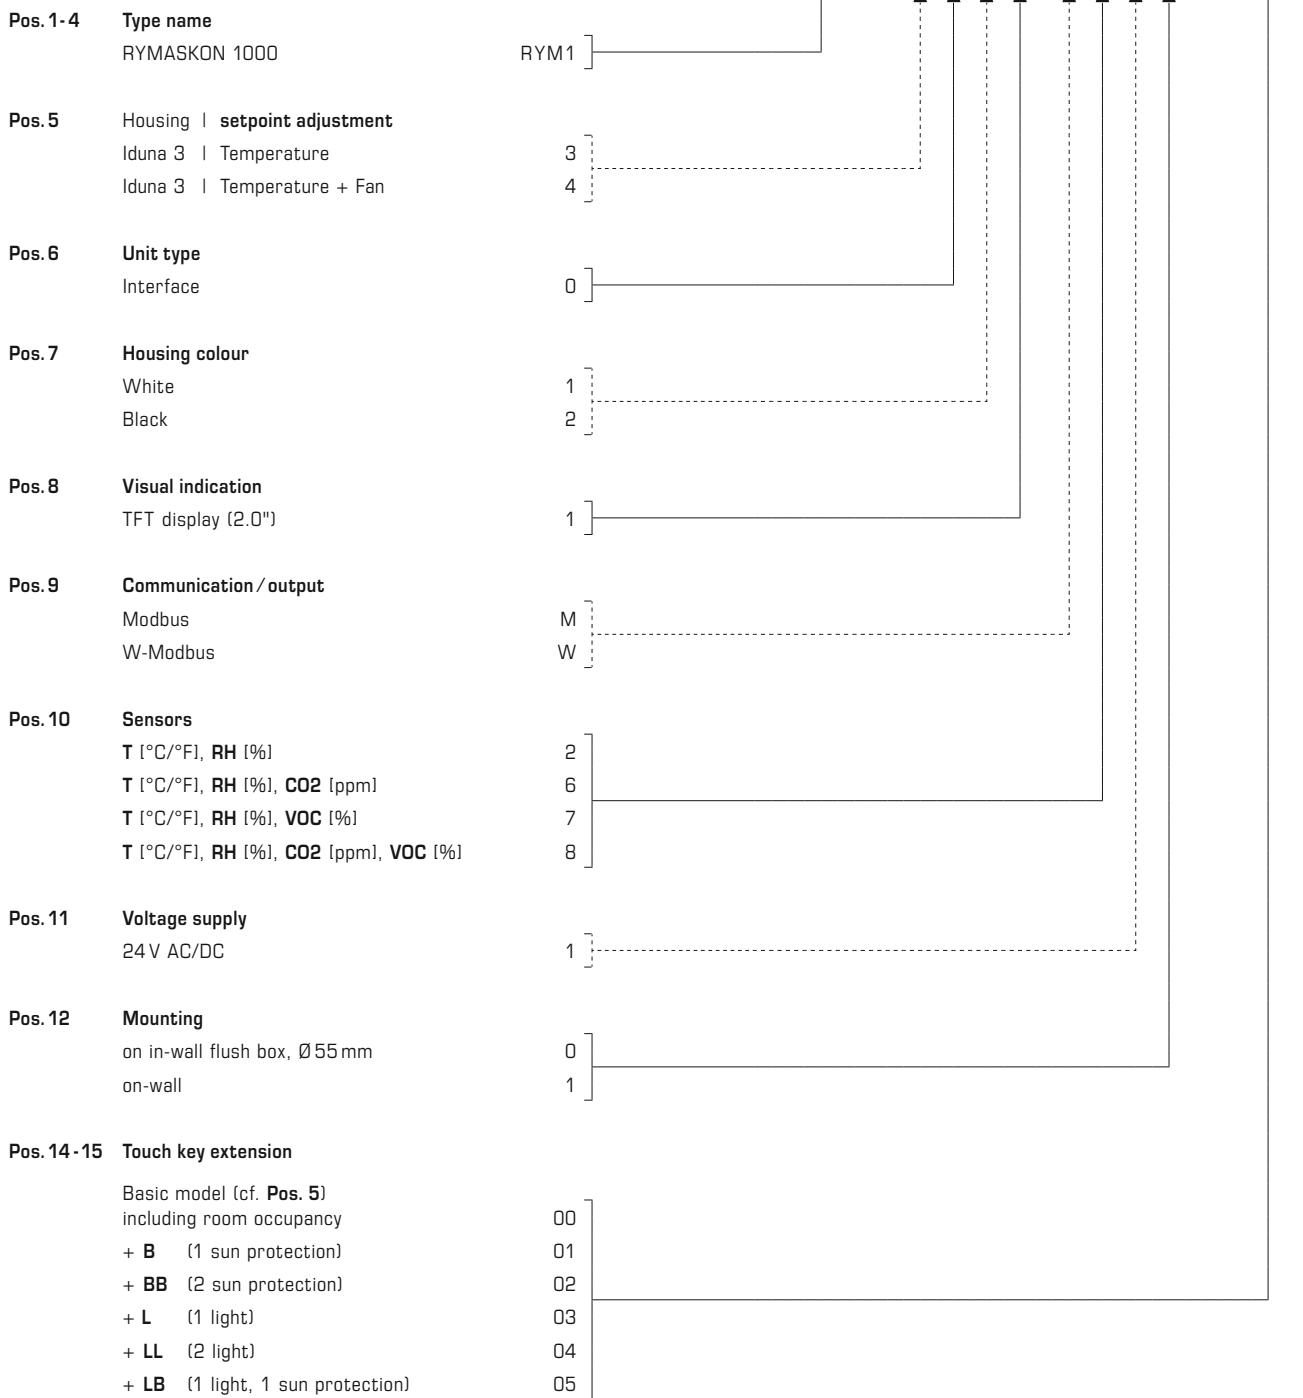 Pos. 1-4 Type name
RYMASKON 1000 RYM1
Pos. 5 Housing | setpoint adjustment
Iduna 3 | Temperature 3
Iduna 3 | Temperature + Fan 4
Pos. 6 Unit type
Interface 0
Pos. 7 Housing colour
White 1
Black 2
Pos. 8 Visual indication
TFT display (2.0") 1
Pos. 9 Communication / output
Modbus M
W-Modbus W
Pos. 10 Sensors
T [°C/°F], RH [%] 2
T [°C/°F], RH [%], CO2 [ppm] 6
T [°C/°F], RH [%], VOC [%] 7
T [°C/°F], RH [%], CO2 [ppm], VOC [%] 8
Pos. 11 Voltage supply
24 V AC/DC 1
Pos. 12 Mounting
on in-wall flush box, Ø 55 mm 0
on-wall 1
Pos. 14-15 Touch key extension
Basic model (cf. Pos. 5)
including room occupancy 00
+ B (1 sun protection) 01
+ BB (2 sun protection) 02
+ L (1 light) 03
+ LL (2 light) 04
+ LB (1 light, 1 sun protection) 05